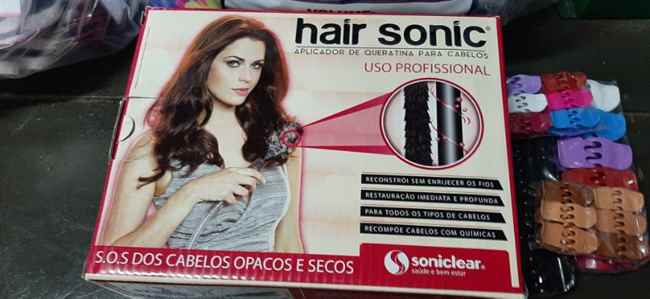 hair sonic®
APLICADOR DE QUERATINA PARA CABELOS
USO PROFISSIONAL
RECONSTRÓI SEM ENRIJECER OS FIOS
RESTAURAÇÃO IMEDIATA E PROFUNDA
PARA TODOS OS TIPOS DE CABELOS
RECOMPÕE CABELOS COM QUÍMICAS
S.O.S DOS CABELOS OPACOS E SECOS
soniclear®
saúde e bem estar